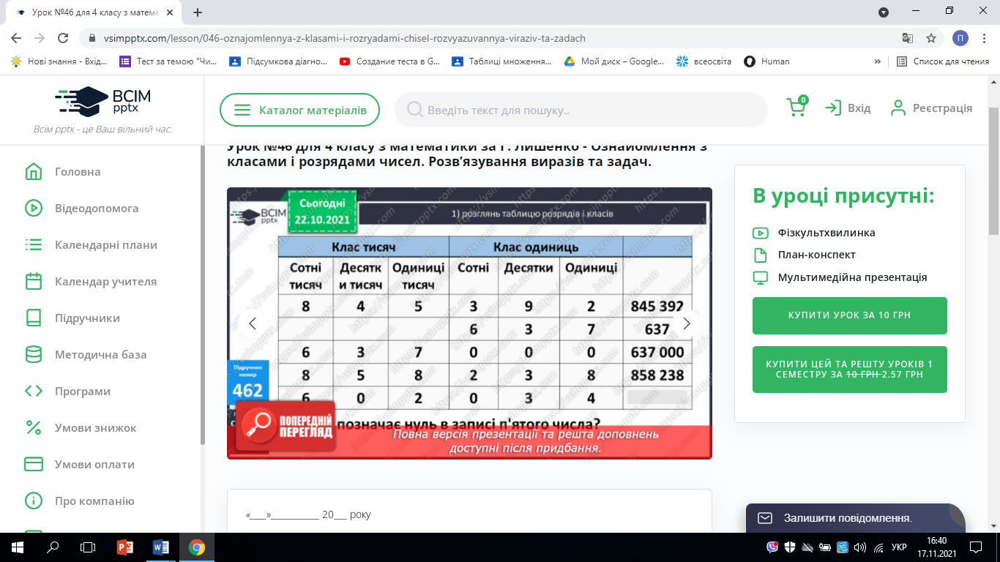 Урок №46 для 4 класу з матема
vsimpptx.com/lesson/046-oznajomlennya-z-klasami-i-rozryadami-chisel-rozvyazuvannya-viraziv-ta-zadach
Нові знання - Вхід...
Тест за темою "Чи...
Підсумкова діагно...
Создание теста в G...
Таблиці множення...
Мой диск – Google...
всеосвіта
Human
»
Список для чтения
ВСІМ
pptx
Всім pptx - це Ваш вільний час.
Каталог матеріалів
Введіть текст для пошуку..
0
Вхід
Реєстрація
Головна
Відеодопомога
Календарні плани
Календар учителя
Підручники
Методична база
Програми
Умови знижок
Умови оплати
Про компанію
Урок №46 для 4 класу з математики за Г. Лишенко - Ознайомлення з
класами і розрядами чисел. Розв’язування виразів та задач.
ВСІМ
pptx
Сьогодні
22.10.2021
1) розглянь таблицю розрядів і класів
Клас тисяч Клас одиниць
Сотні тисяч Десятк и тисяч Одиниці тисяч Сотні Десятки Одиниці
8 4 5 3 9 2 845 392
6 3 7 637
6 3 7 0 0 0 637 000
8 5 8 2 3 8 858 238
6 0 2 0 3 4
Підручник
номер
462
позначає нуль в записі п'ятого числа?
ПОПЕРЕДНІЙ
ПЕРЕГЛЯД
Повна версія презентації та решта доповнень
доступні після придбання.
https://vsimpptx.com
«___»__________ 20___ року
В уроці присутні:
Фізкультхвилинка
План-конспект
Мультимедійна презентація
КУПИТИ УРОК ЗА 10 ГРН
КУПИТИ ЦЕЙ ТА РЕШТУ УРОКІВ 1
СЕМЕСТРУ ЗА 10 ГРН 2.57 ГРН
Залишити повідомлення.
П
УКР
16:40
17.11.2021